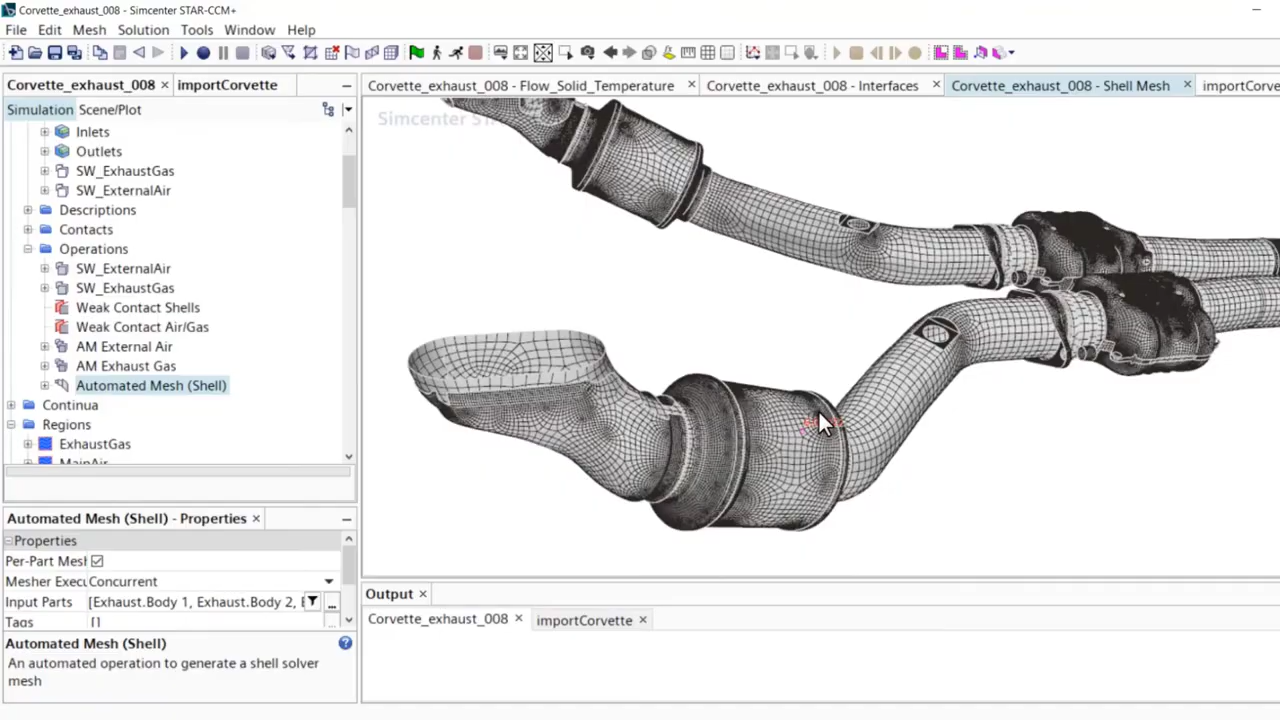 Corvette_exhaust_008 - Simcenter STAR-CCM+
File Edit Mesh Solution Tools Window Help
Corvette_exhaust_008 × importCorvette
Corvette_exhaust_008 - Flow_Solid_Temperature × Corvette_exhaust_008 - Interfaces × Corvette_exhaust_008 - Shell Mesh × importCorve
Simulation Scene/Plot
Simcenter ST
Inlets
Outlets
SW_ExhaustGas
SW_ExternalAir
Descriptions
Contacts
Operations
SW_ExternalAir
SW_ExhaustGas
Weak Contact Shells
Weak Contact Air/Gas
AM External Air
AM Exhaust Gas
Automated Mesh (Shell)
Continua
Regions
ExhaustGas
MainAir
Automated Mesh (Shell) - Properties ×
Properties
Per-Part Mesh
Mesher Execu Concurrent
Input Parts [Exhaust.Body 1, Exhaust.Body 2, E ...
Tags [] ...
Automated Mesh (Shell)
An automated operation to generate a shell solver
mesh
Output ×
Corvette_exhaust_008 × importCorvette ×